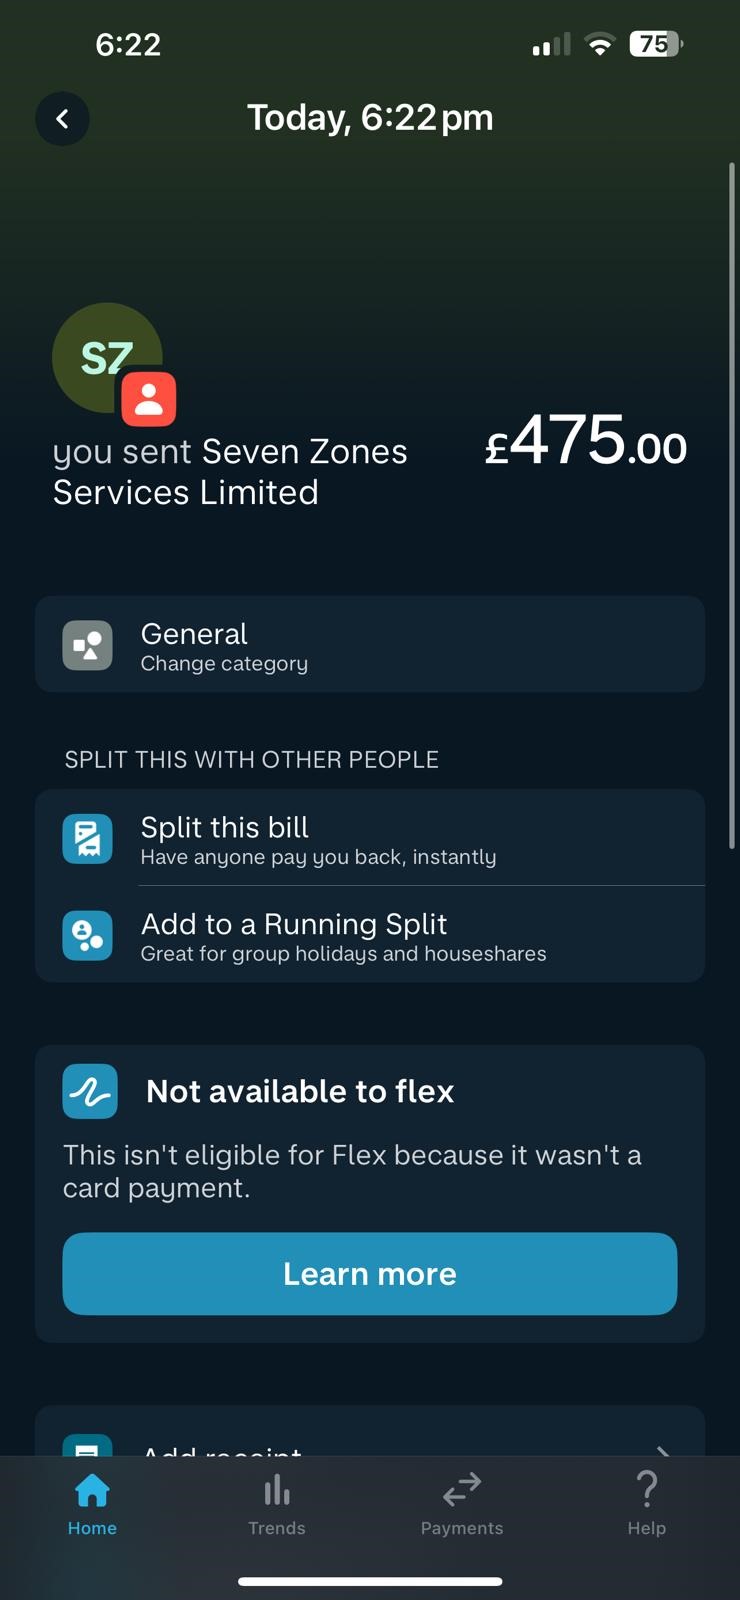 6:22
75
Today, 6:22 pm
SZ
you sent Seven Zones
Services Limited
£475.00
General
Change category
SPLIT THIS WITH OTHER PEOPLE
Split this bill
Have anyone pay you back, instantly
Add to a Running Split
Great for group holidays and houseshares
Not available to flex
This isn't eligible for Flex because it wasn't a
card payment.
Learn more
Add receipt
Home
Trends
Payments
Help